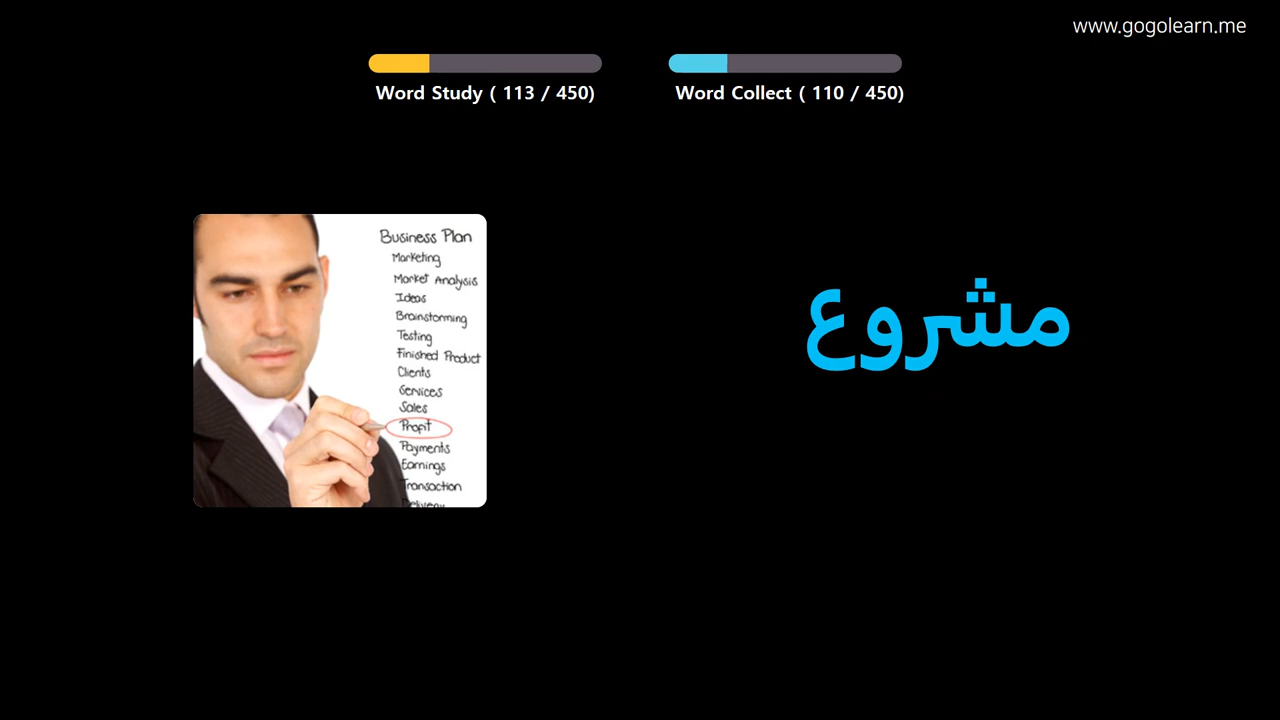 www.gogolearn.me
Word Study ( 113 / 450)
Word Collect ( 110 / 450)
Business Plan
Marketing
Market Analysis
Ideas
Brainstorming
Testing
Finished Product
Clients
Services
Sales
Profit
Payments
Earnings
Transaction
Delivery
مشروع